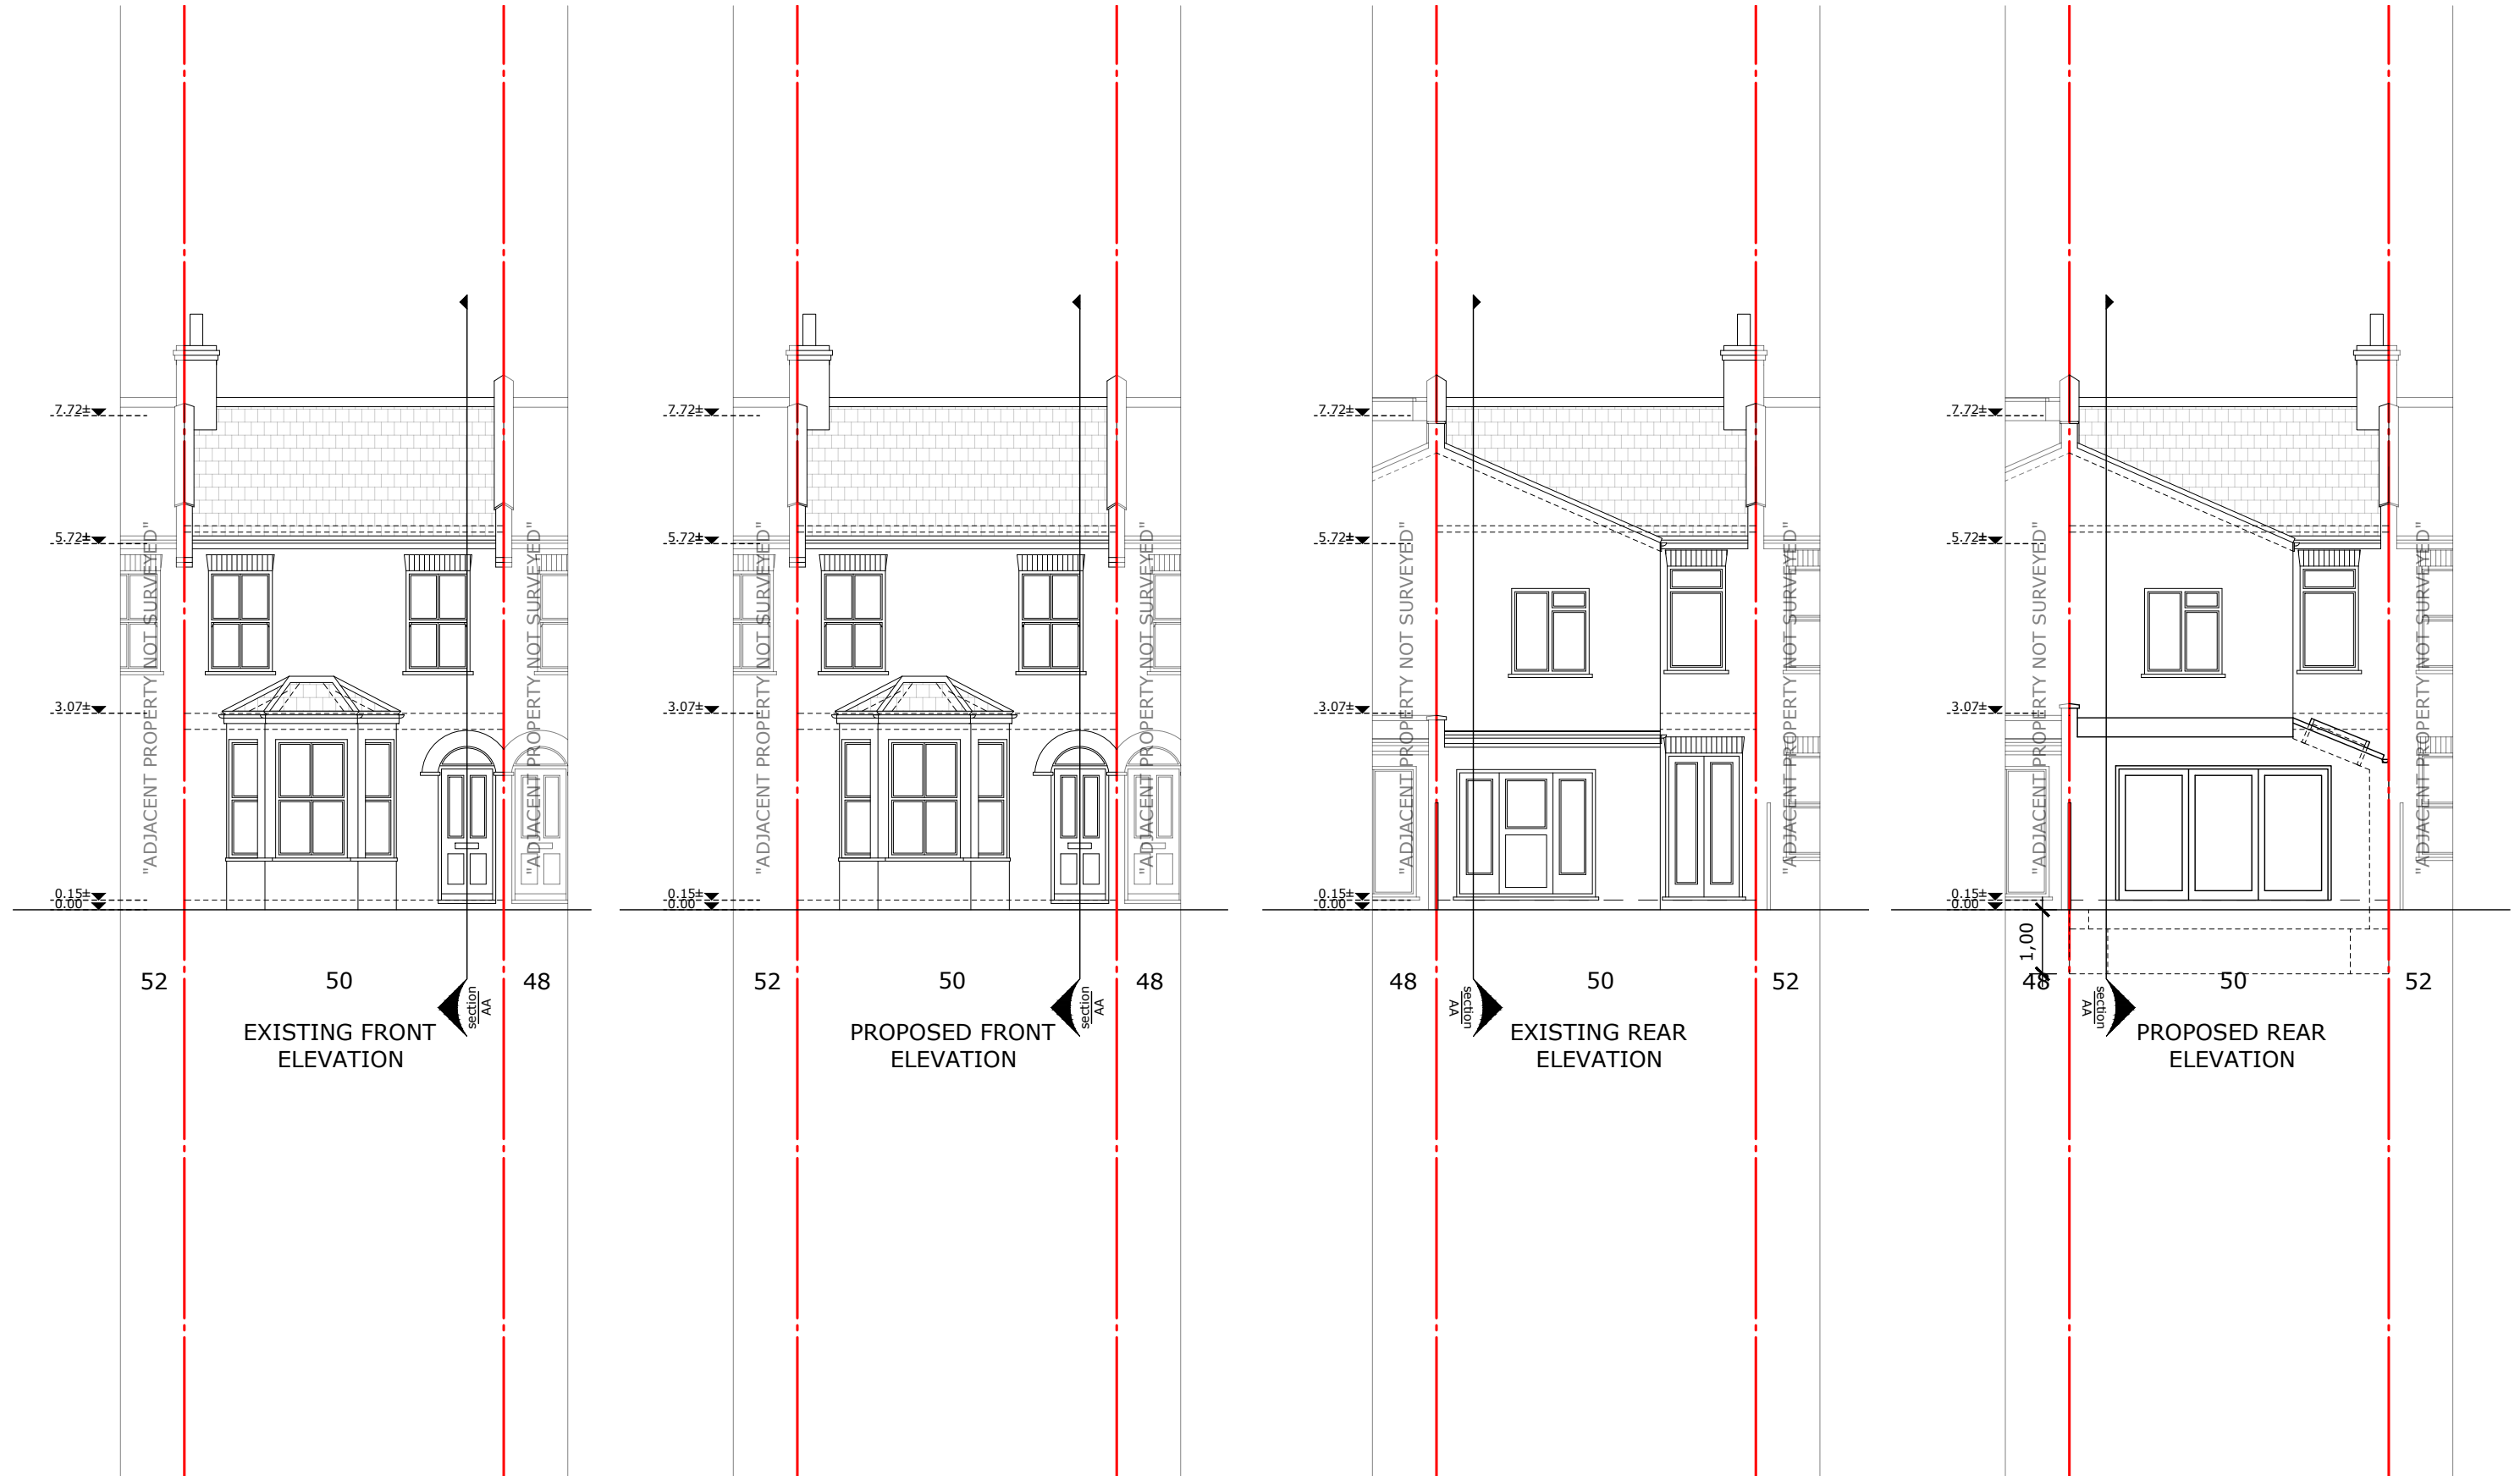 7.72±
5.72±
3.07±
0.15±
0.00
"ADJACENT PROPERTY NOT SURVEYED"
"ADJACENT PROPERTY NOT SURVEYED"
52
50
48
section
AA
EXISTING FRONT
ELEVATION
7.72±
5.72±
3.07±
0.15±
0.00
"ADJACENT PROPERTY NOT SURVEYED"
"ADJACENT PROPERTY NOT SURVEYED"
52
50
48
section
AA
PROPOSED FRONT
ELEVATION
7.72±
5.72±
3.07±
0.15±
0.00
"ADJACENT PROPERTY NOT SURVEYED"
"ADJACENT PROPERTY NOT SURVEYED"
48
50
52
section
AA
EXISTING REAR
ELEVATION
7.72±
5.72±
3.07±
0.15±
0.00
"ADJACENT PROPERTY NOT SURVEYED"
"ADJACENT PROPERTY NOT SURVEYED"
1,00
48
50
52
section
AA
PROPOSED REAR
ELEVATION